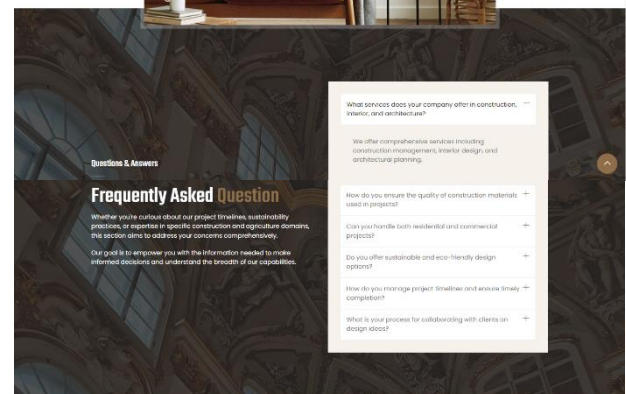 Questions & Answers
Frequently Asked Question
Whether you're curious about our project timelines, sustainability
practices, or expertise in specific construction and agriculture domains,
this section aims to address your concerns comprehensively.
Our goal is to empower you with the information needed to make
informed decisions and understand the breadth of our capabilities.
What services does your company offer in construction,
interior, and architecture?
We offer comprehensive services including
construction management, interior design, and
architectural planning.
How do you ensure the quality of construction materials
used in projects?
Can you handle both residential and commercial
projects?
Do you offer sustainable and eco-friendly design
options?
How do you manage project timelines and ensure timely
completion?
What is your process for collaborating with clients on
design ideas?